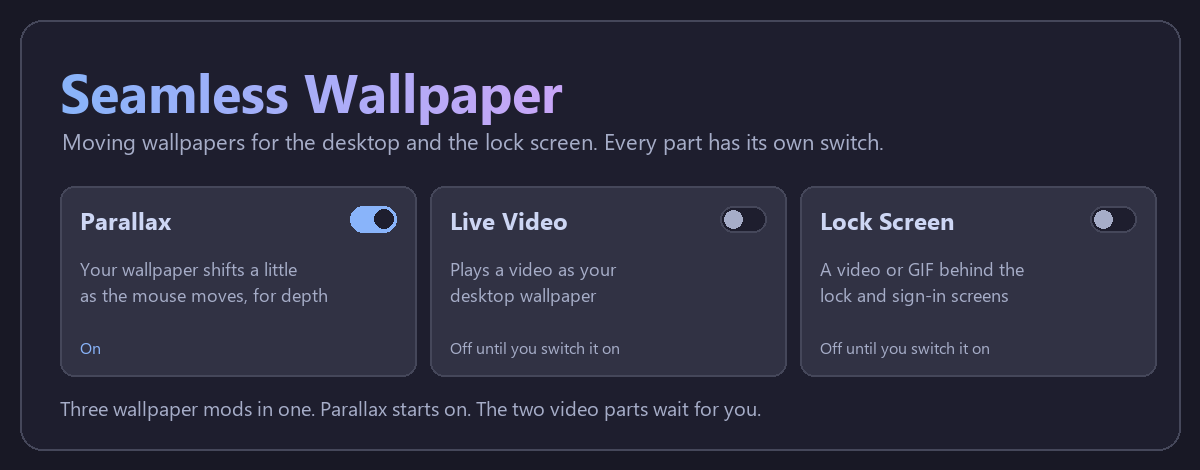 Seamless Wallpaper
Moving wallpapers for the desktop and the lock screen. Every part has its own switch.
Parallax
Your wallpaper shifts a little
as the mouse moves, for depth
On
Live Video
Plays a video as your
desktop wallpaper
Off until you switch it on
Lock Screen
A video or GIF behind the
lock and sign-in screens
Off until you switch it on
Three wallpaper mods in one. Parallax starts on. The two video parts wait for you.